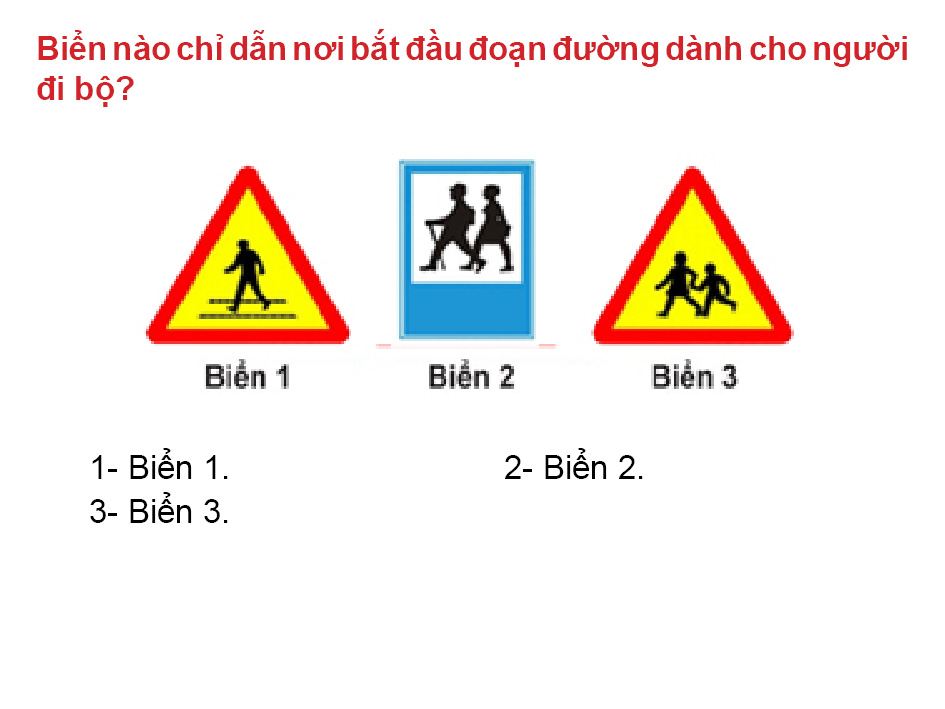 Biển nào chỉ dẫn nơi bắt đầu đoạn đường dành cho người
đi bộ?
Biển 1 Biển 2 Biển 3
1- Biển 1. 2- Biển 2.
3- Biển 3.